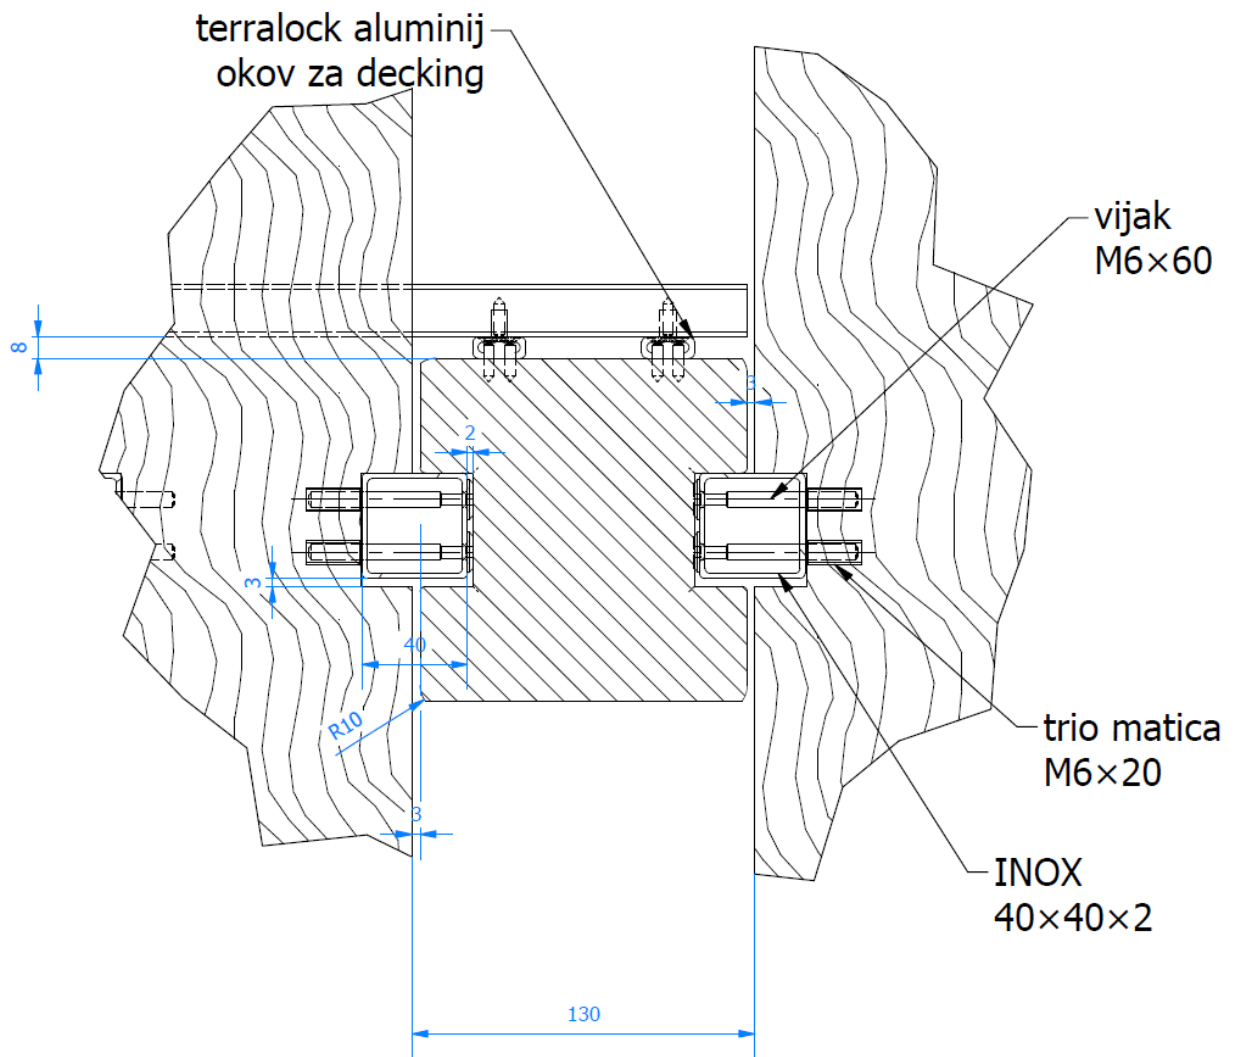 terralock aluminij
okov za decking
vijak
M6×60
8
3
2
3
40
R10
3
trio matica
M6×20
INOX
40×40×2
130